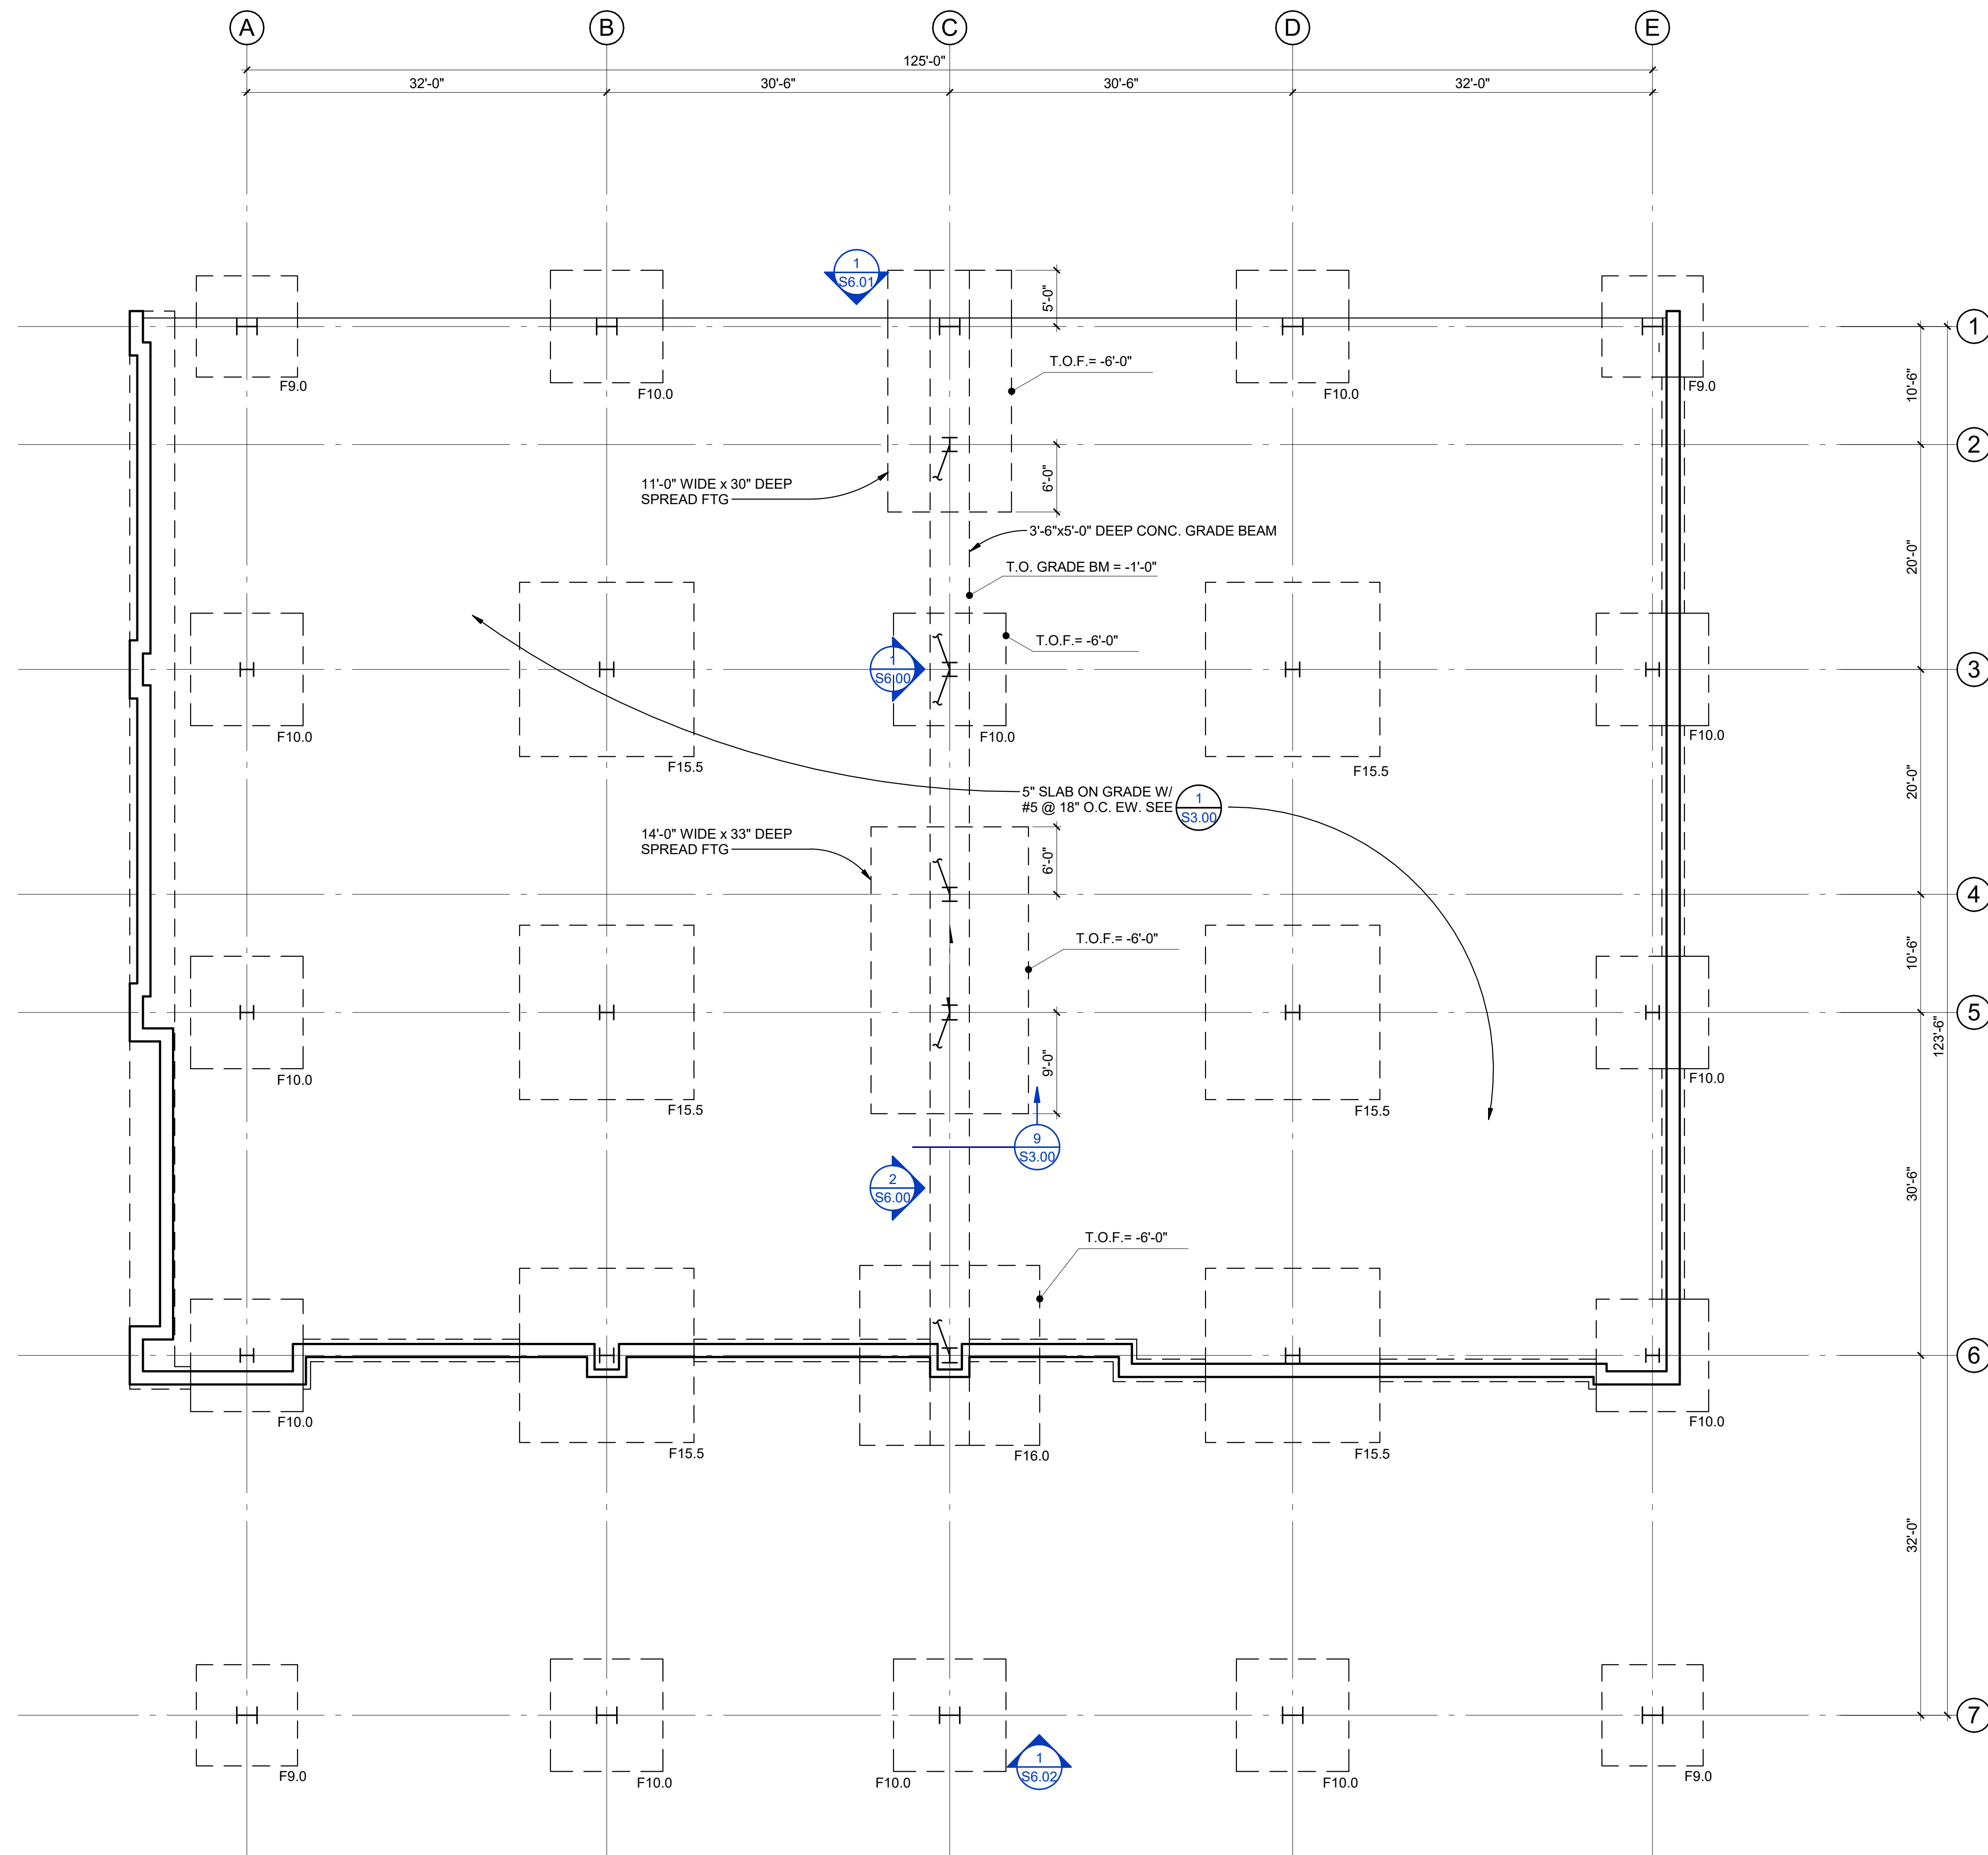 A
B
C
D
E
125'-0"
32'-0"
30'-6"
30'-6"
32'-0"
1
S6.01
5'-0"
1
T.O.F.= -6'-0"
F9.0
F10.0
F10.0
F9.0
10'-6"
2
11'-0" WIDE x 30" DEEP
SPREAD FTG
6'-0"
3'-6"x5'-0" DEEP CONC. GRADE BEAM
T.O. GRADE BM = -1'-0"
20'-0"
T.O.F.= -6'-0"
1
S6.00
3
F10.0
F15.5
F10.0
F15.5
F10.0
5" SLAB ON GRADE W/
#5 @ 18" O.C. EW. SEE
1
S3.00
20'-0"
14'-0" WIDE x 33" DEEP
SPREAD FTG
6'-0"
4
T.O.F.= -6'-0"
10'-6"
5
123'-6"
9'-0"
F10.0
F15.5
F15.5
F10.0
9
S3.00
2
S6.00
30'-6"
T.O.F.= -6'-0"
6
F10.0
F15.5
F16.0
F15.5
F10.0
32'-0"
7
1
S6.02
F9.0
F10.0
F10.0
F10.0
F9.0